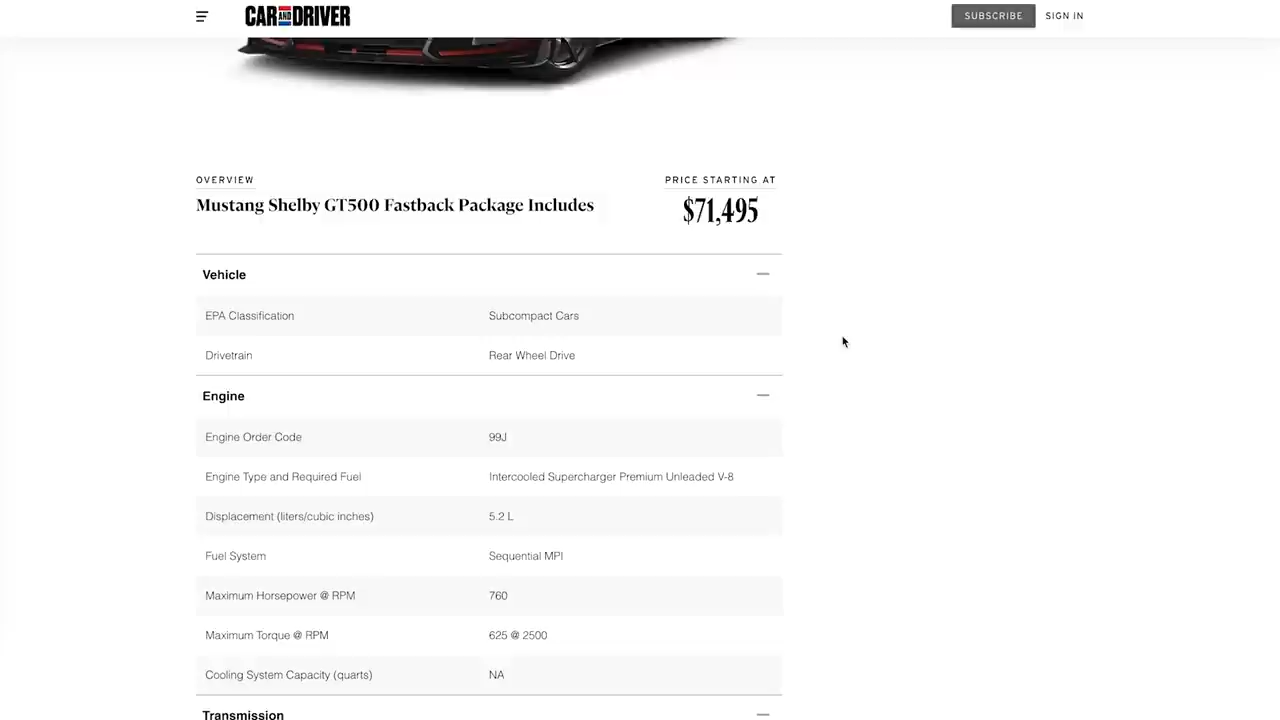 CAR AND DRIVER
SUBSCRIBE SIGN IN
OVERVIEW
Mustang Shelby GT500 Fastback Package Includes
PRICE STARTING AT
$71,495
Vehicle
EPA Classification Subcompact Cars
Drivetrain Rear Wheel Drive
Engine
Engine Order Code 99J
Engine Type and Required Fuel Intercooled Supercharger Premium Unleaded V-8
Displacement (liters/cubic inches) 5.2 L
Fuel System Sequential MPI
Maximum Horsepower @ RPM 760
Maximum Torque @ RPM 625 @ 2500
Cooling System Capacity (quarts) NA
Transmission